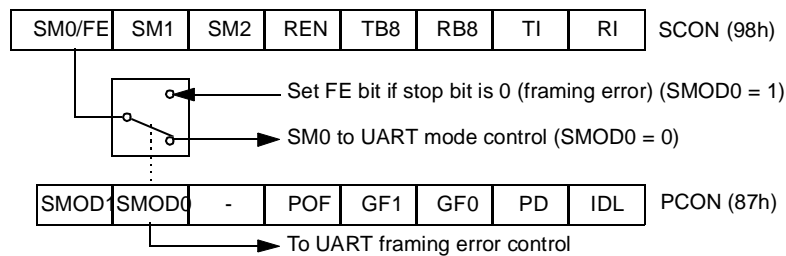 SM0/FE SM1 SM2 REN TB8 RB8 TI RI SCON (98h)
Set FE bit if stop bit is 0 (framing error) (SMOD0 = 1)
SM0 to UART mode control (SMOD0 = 0)
SMOD1 SMOD0 - POF GF1 GF0 PD IDL PCON (87h)
To UART framing error control